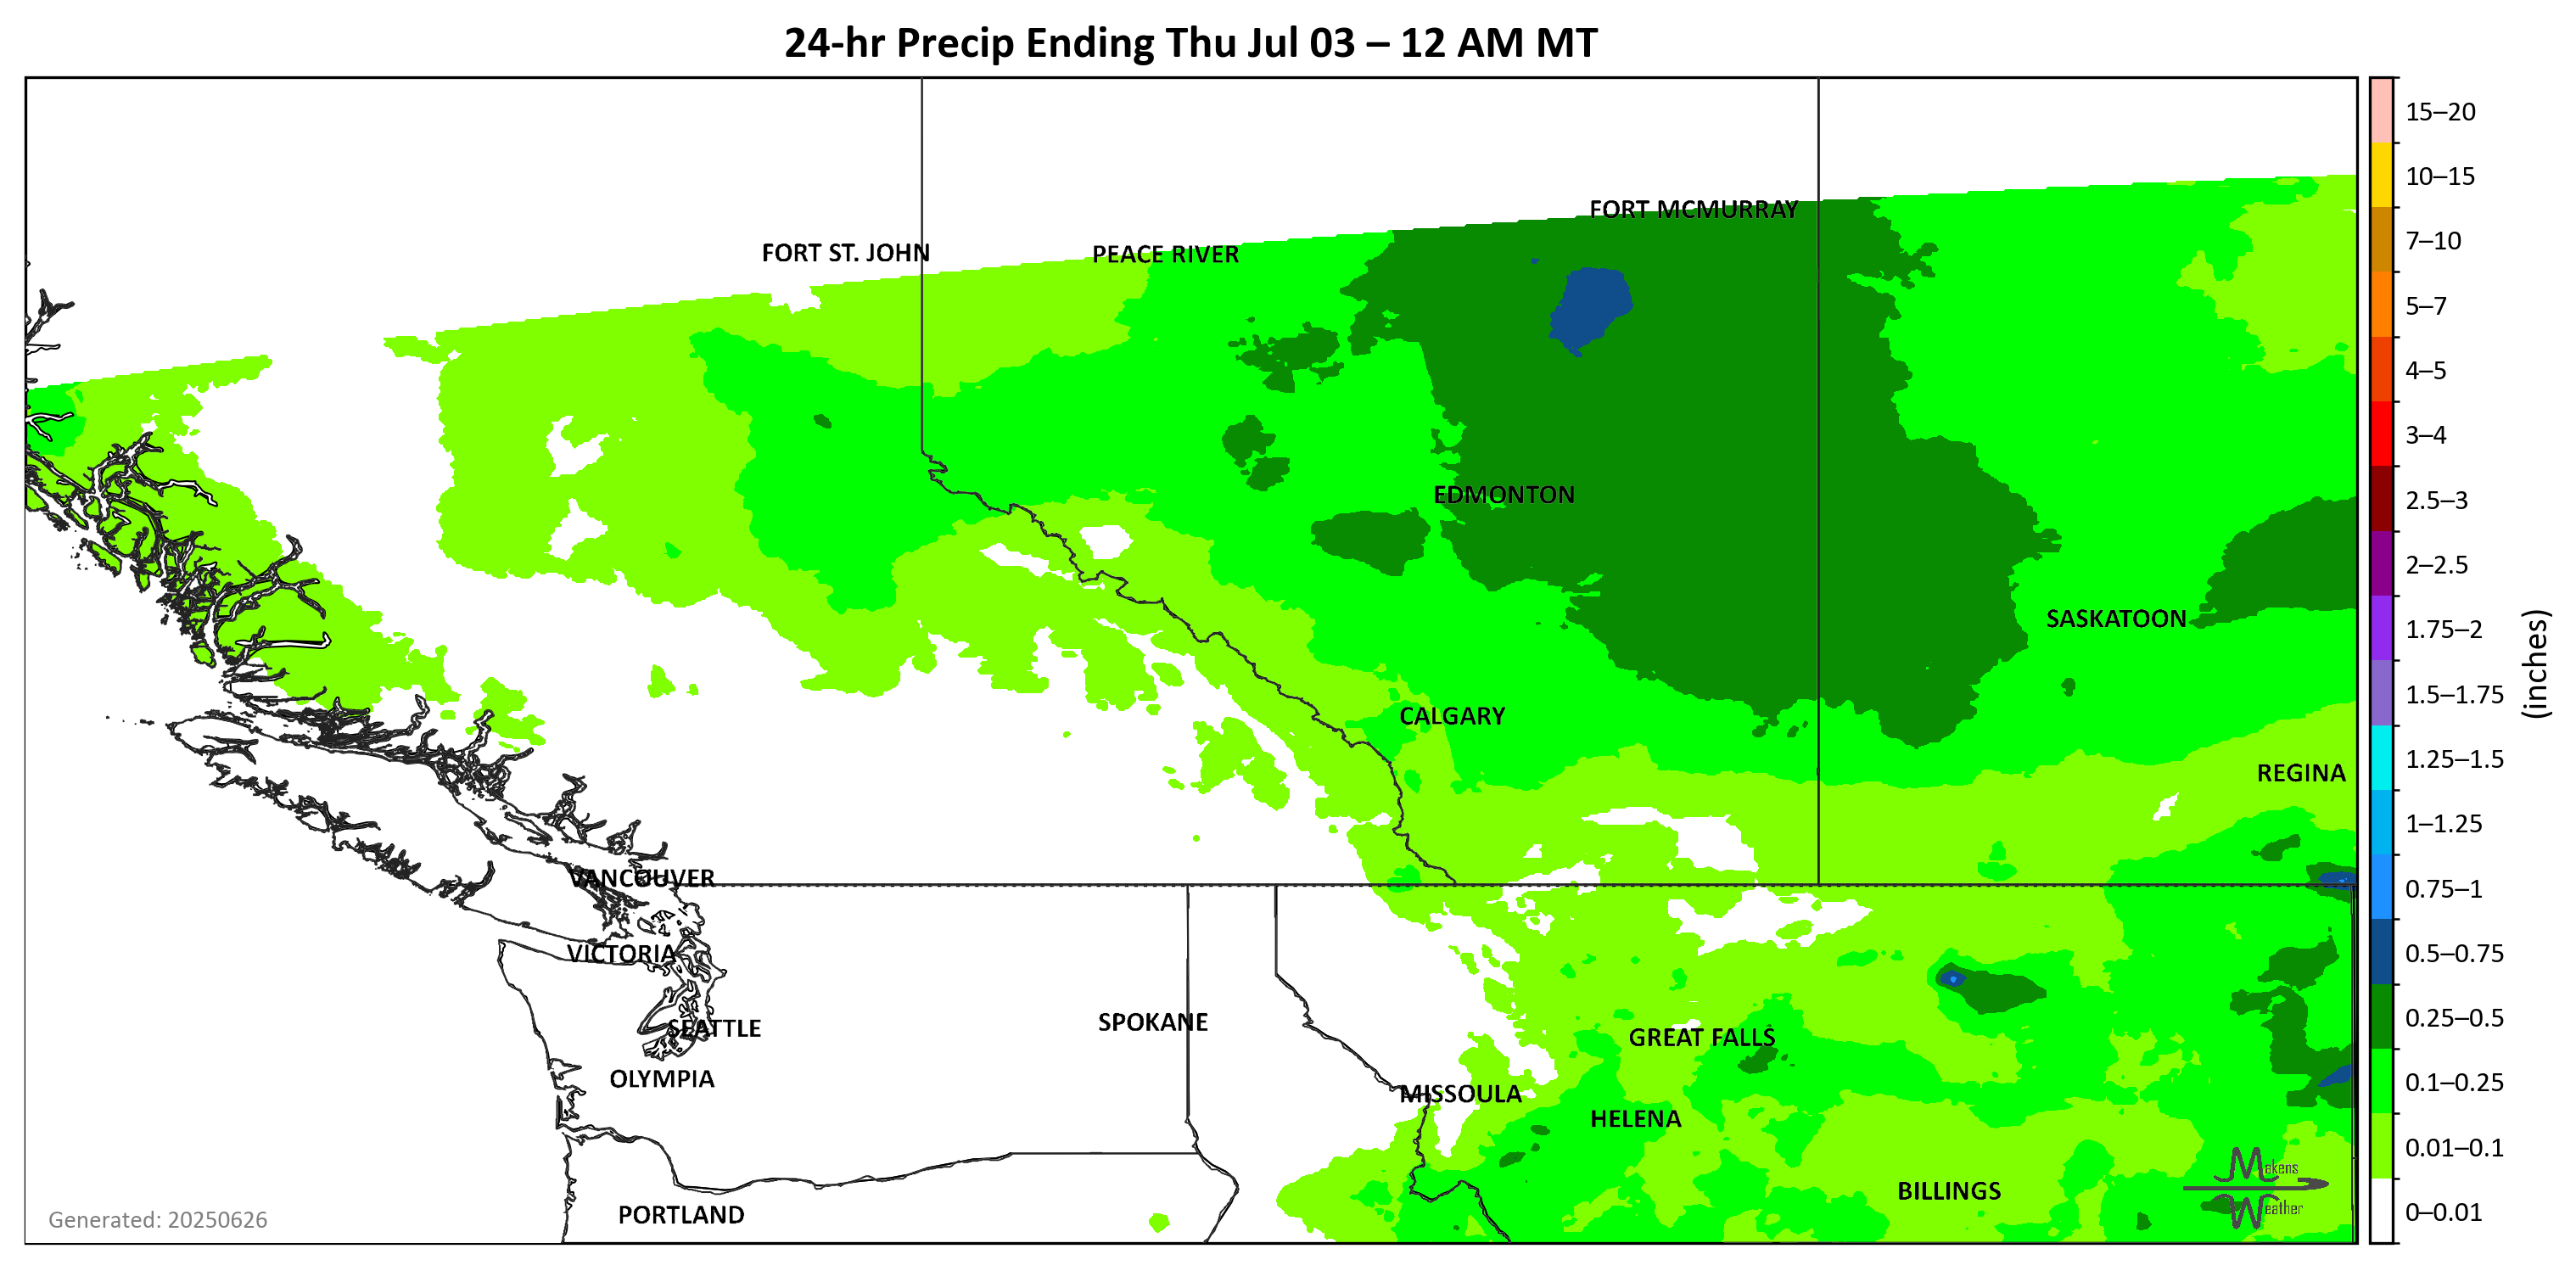 24-hr Precip Ending Thu Jul 03 – 12 AM MT
15–20
10–15
7–10
5–7
4–5
3–4
2.5–3
2–2.5
1.75–2
1.5–1.75
1.25–1.5
1–1.25
0.75–1
0.5–0.75
0.25–0.5
0.1–0.25
0.01–0.1
0–0.01
(inches)
FORT MCMURRAY
FORT ST. JOHN
PEACE RIVER
EDMONTON
SASKATOON
CALGARY
REGINA
VANCOUVER
VICTORIA
SEATTLE
SPOKANE
GREAT FALLS
OLYMPIA
MISSOULA
HELENA
BILLINGS
PORTLAND
Makens
Weather
Generated: 20250626